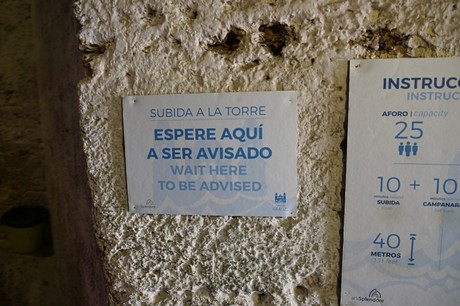 SUBIDA A LA TORRE
ESPERE AQUÍ
A SER AVISADO
WAIT HERE
TO BE ADVISED
INSTRUC
INSTRUC
AFORO | capacity
25
10 + 10
SUBIDA CAMPANAR
40
METROS